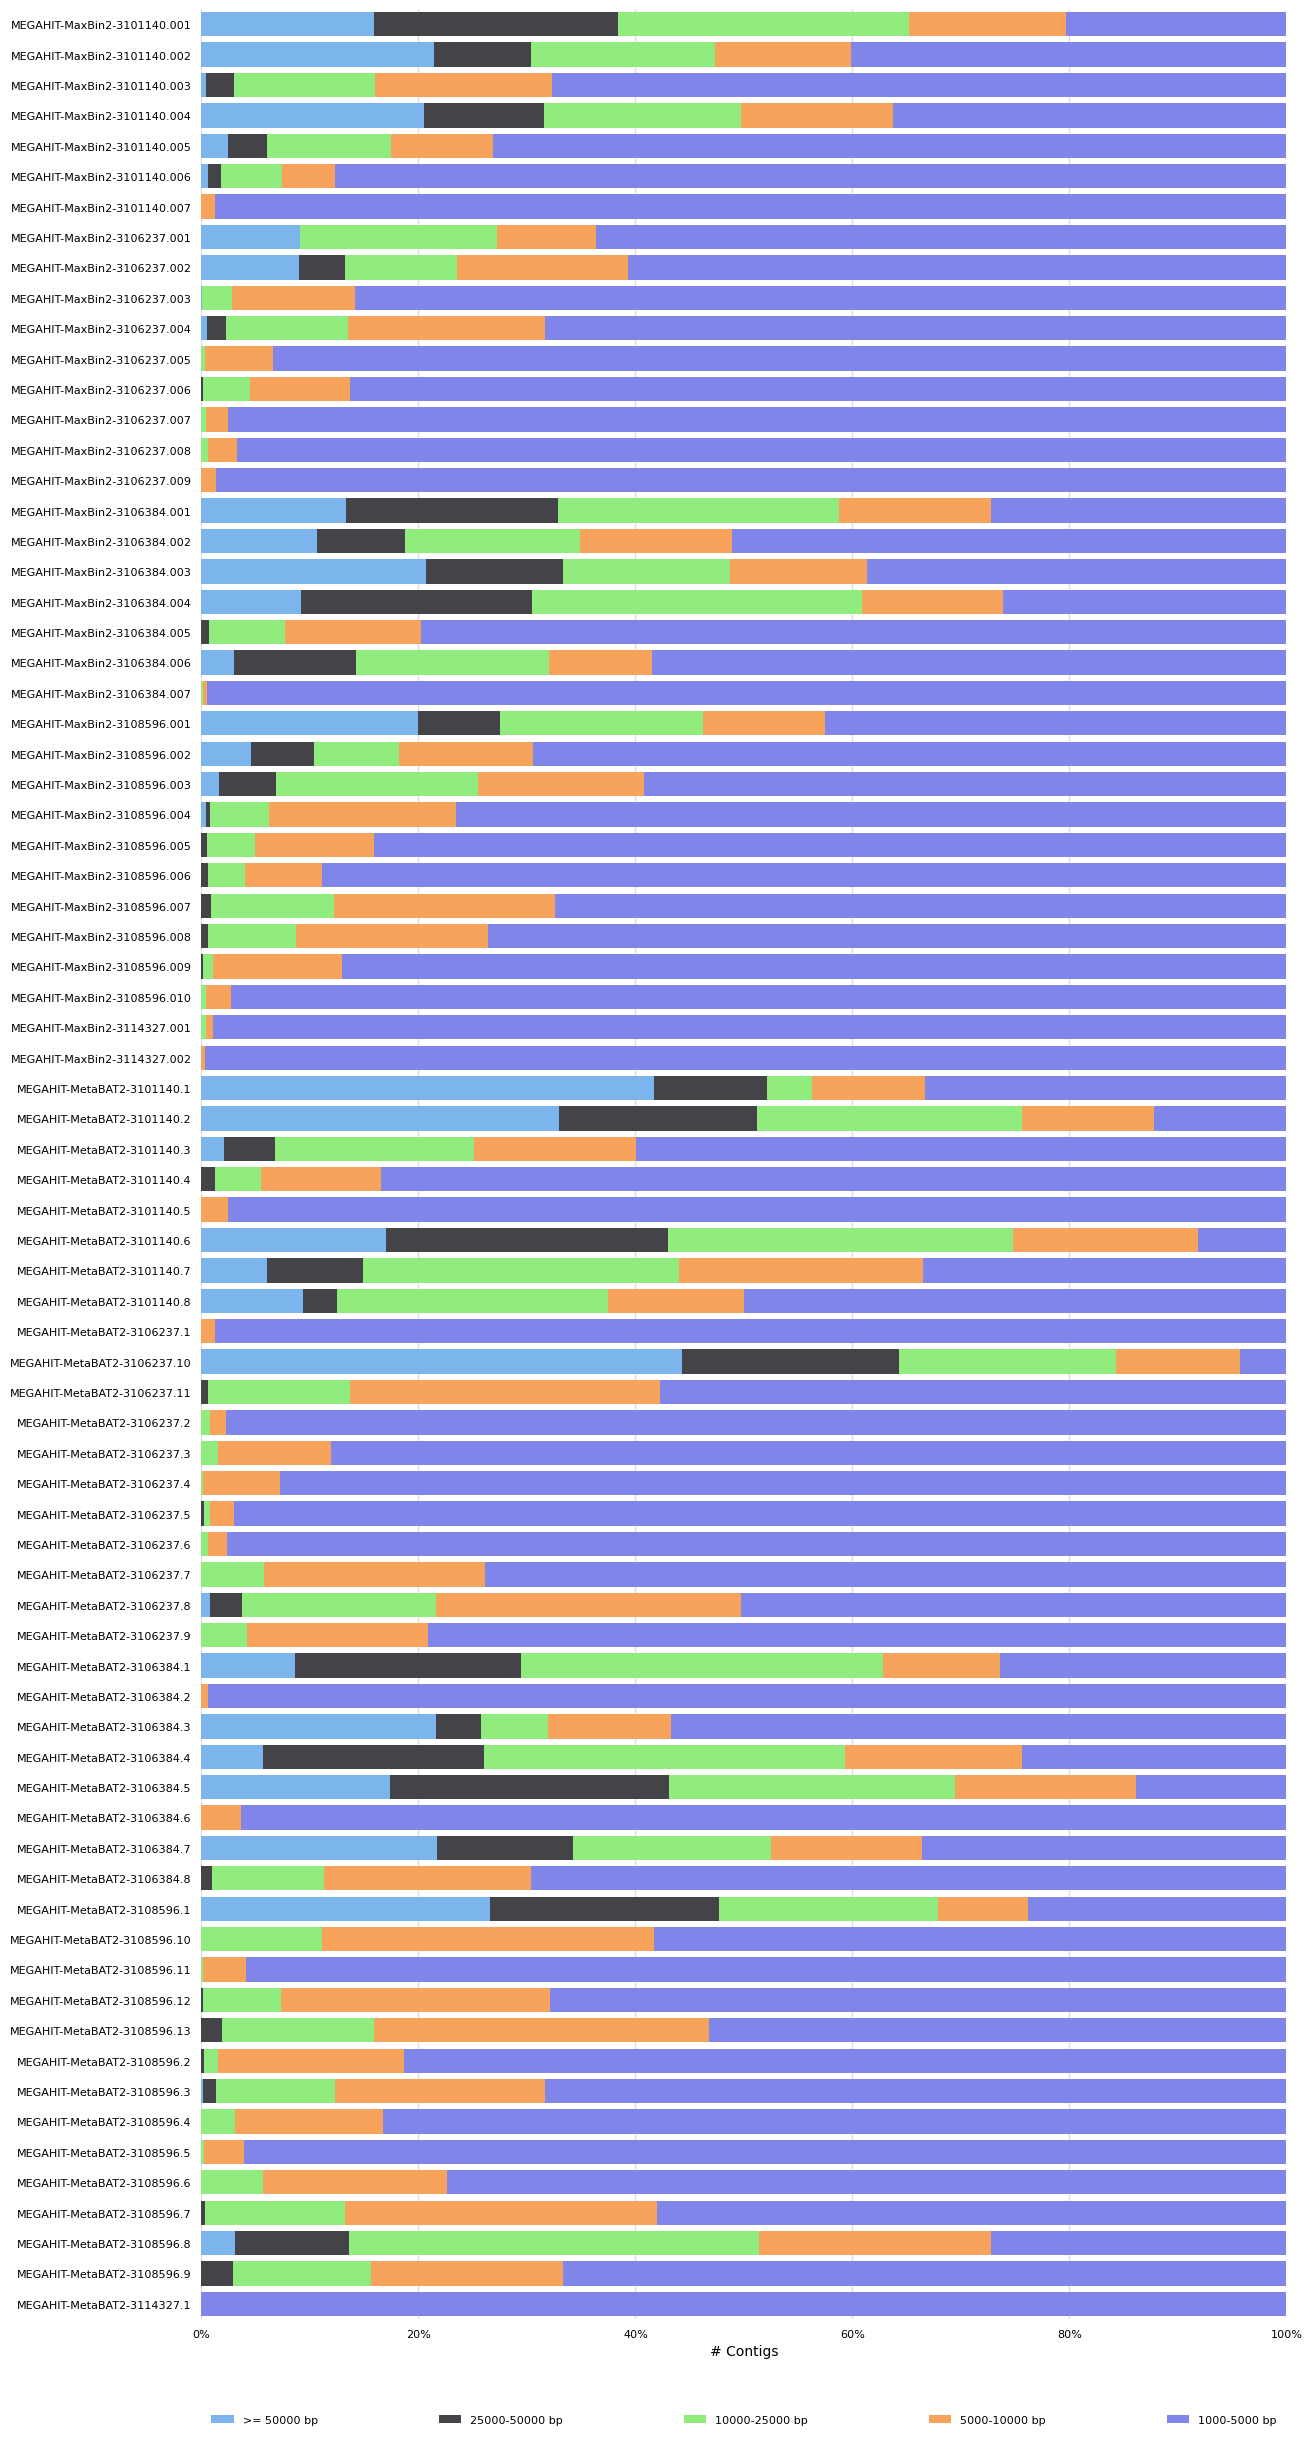 MEGAHIT-MaxBin2-3101140.001
MEGAHIT-MaxBin2-3101140.002
MEGAHIT-MaxBin2-3101140.003
MEGAHIT-MaxBin2-3101140.004
MEGAHIT-MaxBin2-3101140.005
MEGAHIT-MaxBin2-3101140.006
MEGAHIT-MaxBin2-3101140.007
MEGAHIT-MaxBin2-3106237.001
MEGAHIT-MaxBin2-3106237.002
MEGAHIT-MaxBin2-3106237.003
MEGAHIT-MaxBin2-3106237.004
MEGAHIT-MaxBin2-3106237.005
MEGAHIT-MaxBin2-3106237.006
MEGAHIT-MaxBin2-3106237.007
MEGAHIT-MaxBin2-3106237.008
MEGAHIT-MaxBin2-3106237.009
MEGAHIT-MaxBin2-3106384.001
MEGAHIT-MaxBin2-3106384.002
MEGAHIT-MaxBin2-3106384.003
MEGAHIT-MaxBin2-3106384.004
MEGAHIT-MaxBin2-3106384.005
MEGAHIT-MaxBin2-3106384.006
MEGAHIT-MaxBin2-3106384.007
MEGAHIT-MaxBin2-3108596.001
MEGAHIT-MaxBin2-3108596.002
MEGAHIT-MaxBin2-3108596.003
MEGAHIT-MaxBin2-3108596.004
MEGAHIT-MaxBin2-3108596.005
MEGAHIT-MaxBin2-3108596.006
MEGAHIT-MaxBin2-3108596.007
MEGAHIT-MaxBin2-3108596.008
MEGAHIT-MaxBin2-3108596.009
MEGAHIT-MaxBin2-3108596.010
MEGAHIT-MaxBin2-3114327.001
MEGAHIT-MaxBin2-3114327.002
MEGAHIT-MetaBAT2-3101140.1
MEGAHIT-MetaBAT2-3101140.2
MEGAHIT-MetaBAT2-3101140.3
MEGAHIT-MetaBAT2-3101140.4
MEGAHIT-MetaBAT2-3101140.5
MEGAHIT-MetaBAT2-3101140.6
MEGAHIT-MetaBAT2-3101140.7
MEGAHIT-MetaBAT2-3101140.8
MEGAHIT-MetaBAT2-3106237.1
MEGAHIT-MetaBAT2-3106237.10
MEGAHIT-MetaBAT2-3106237.11
MEGAHIT-MetaBAT2-3106237.2
MEGAHIT-MetaBAT2-3106237.3
MEGAHIT-MetaBAT2-3106237.4
MEGAHIT-MetaBAT2-3106237.5
MEGAHIT-MetaBAT2-3106237.6
MEGAHIT-MetaBAT2-3106237.7
MEGAHIT-MetaBAT2-3106237.8
MEGAHIT-MetaBAT2-3106237.9
MEGAHIT-MetaBAT2-3106384.1
MEGAHIT-MetaBAT2-3106384.2
MEGAHIT-MetaBAT2-3106384.3
MEGAHIT-MetaBAT2-3106384.4
MEGAHIT-MetaBAT2-3106384.5
MEGAHIT-MetaBAT2-3106384.6
MEGAHIT-MetaBAT2-3106384.7
MEGAHIT-MetaBAT2-3106384.8
MEGAHIT-MetaBAT2-3108596.1
MEGAHIT-MetaBAT2-3108596.10
MEGAHIT-MetaBAT2-3108596.11
MEGAHIT-MetaBAT2-3108596.12
MEGAHIT-MetaBAT2-3108596.13
MEGAHIT-MetaBAT2-3108596.2
MEGAHIT-MetaBAT2-3108596.3
MEGAHIT-MetaBAT2-3108596.4
MEGAHIT-MetaBAT2-3108596.5
MEGAHIT-MetaBAT2-3108596.6
MEGAHIT-MetaBAT2-3108596.7
MEGAHIT-MetaBAT2-3108596.8
MEGAHIT-MetaBAT2-3108596.9
MEGAHIT-MetaBAT2-3114327.1
0% 20% 40% 60% 80% 100%
# Contigs
>= 50000 bp 25000-50000 bp 10000-25000 bp 5000-10000 bp 1000-5000 bp